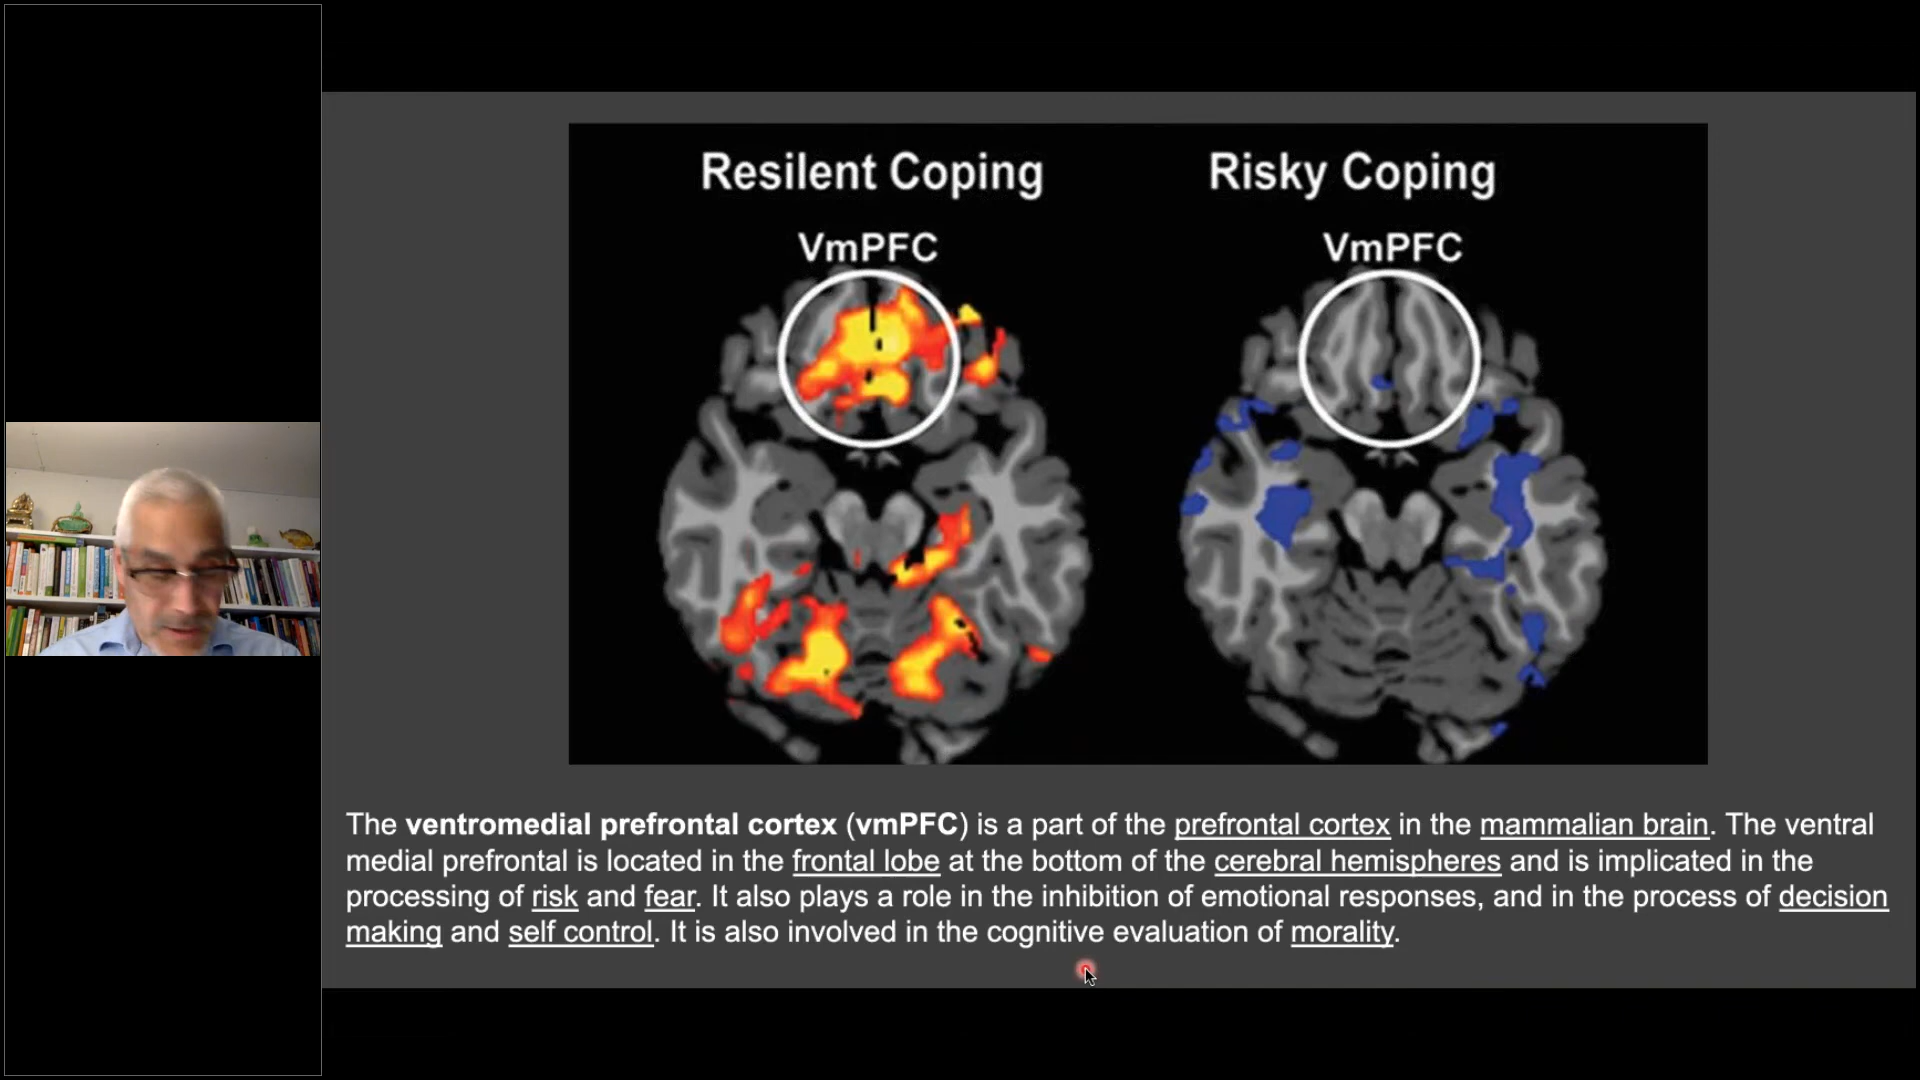 Resilent Coping
Risky Coping
VmPFC
VmPFC
The ventromedial prefrontal cortex (vmPFC) is a part of the prefrontal cortex in the mammalian brain. The ventral
medial prefrontal is located in the frontal lobe at the bottom of the cerebral hemispheres and is implicated in the
processing of risk and fear. It also plays a role in the inhibition of emotional responses, and in the process of decision
making and self control. It is also involved in the cognitive evaluation of morality.